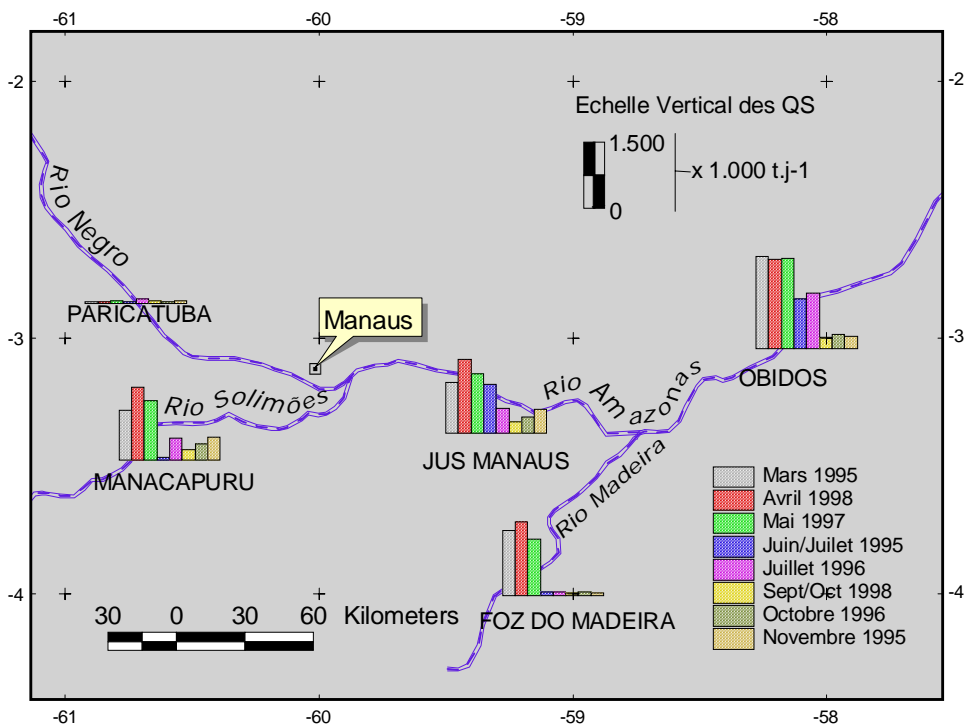 -61 -60 -59 -58
-2 -2
Echelle Vertical des QS
1.500
x 1.000 t.j-1
0
Rio Negro
PARICATUBA
Manaus
-3 -3
OBIDOS
Rio Solimões
Rio Amazonas
JUS MANAUS
MANACAPURU
Rio Madeira
Mars 1995
Avril 1998
Mai 1997
Juin/Juilet 1995
Juillet 1996
Sept/Oct 1998
Octobre 1996
Novembre 1995
-4 -4
30 0 30 60 Kilometers
FOZ DO MADEIRA
-61 -60 -59 -58